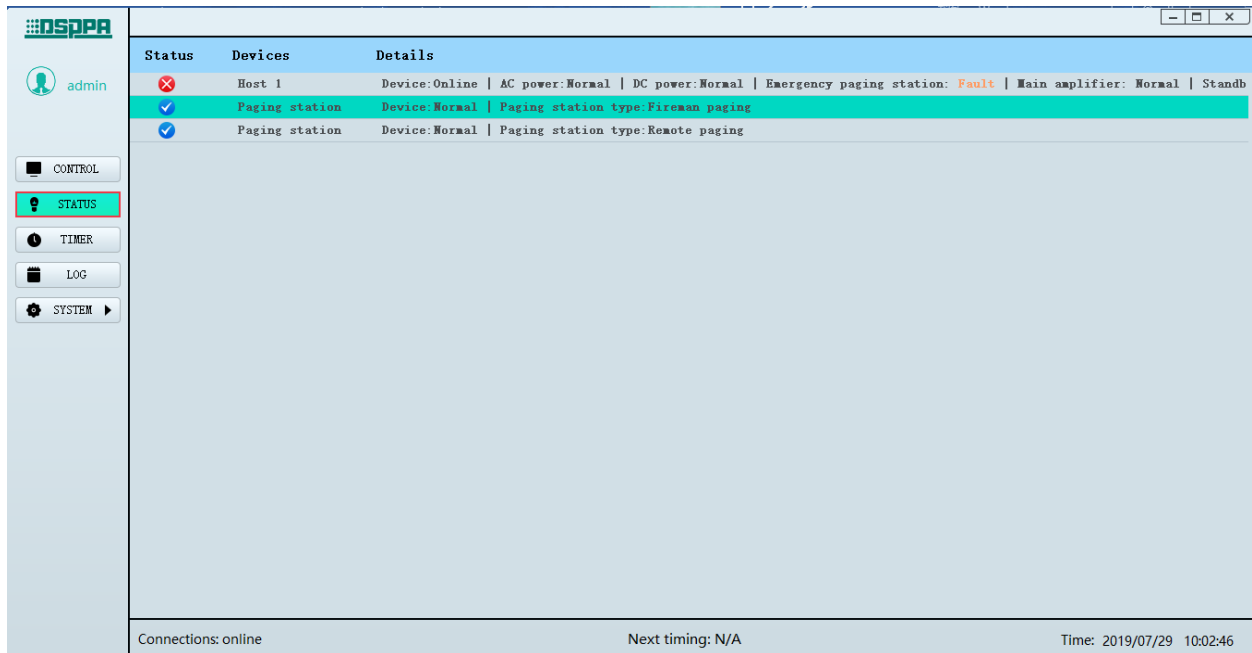 DSPPA
admin
Status Devices Details
Host 1 Device:Online | AC power:Normal | DC power:Normal | Emergency paging station: Fault | Main amplifier: Normal | Standb
Paging station Device:Normal | Paging station type:Fireman paging
Paging station Device:Normal | Paging station type:Remote paging
CONTROL
STATUS
TIMER
LOG
SYSTEM
Connections: online Next timing: N/A Time: 2019/07/29 10:02:46